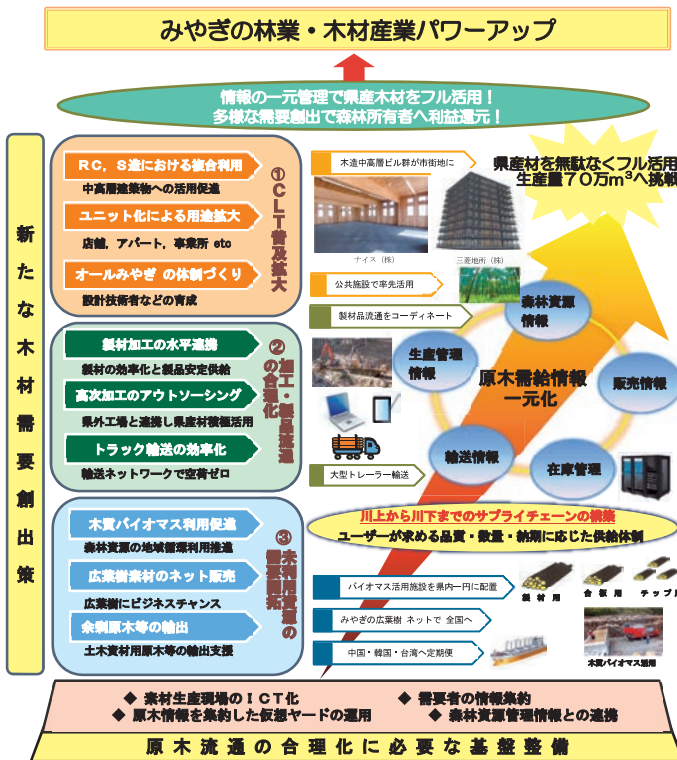 みやぎの林業・木材産業パワーアップ
情報の一元管理で県産木材をフル活用！
多様な需要創出で森林所有者へ利益還元！
新たな木材需要創出策
①CLT普及拡大
RC，S造における複合利用
中高層建築物への活用促進
ユニット化による用途拡大
店舗，アパート，事業所 etc
オールみやぎ の体制づくり
設計技術者などの育成
②加工・製品流通の合理化
製材加工の水平連携
製材の効率化と製品安定供給
高次加工のアウトソーシング
県外工場と連携し県産材積極活用
トラック輸送の効率化
輸送ネットワークで空荷ゼロ
③未利用資源の需要開拓
木質バイオマス利用促進
森林資源の地域循環利用推進
広葉樹素材のネット販売
広葉樹にビジネスチャンス
余剰原木等の輸出
土木資材用原木等の輸出支援
木造中高層ビル群が市街地に
ナイス（株）
三菱地所（株）
県産材を無駄なくフル活用
生産量７０万m³へ挑戦
公共施設で率先活用
製材品流通をコーディネート
森林資源
情報
生産管理
情報
原木需給情報
一元化
販売情報
輸送情報
在庫管理
大型トレーラー輸送
川上から川下までのサプライチェーンの構築
ユーザーが求める品質・数量・納期に応じた供給体制
バイオマス活用施設を県内一円に配置
製材用
合板用
チップ用
みやぎの広葉樹 ネットで 全国へ
中国・韓国・台湾へ定期便
木質バイオマス活用
◆ 素材生産現場のＩＣＴ化
◆ 需要者の情報集約
◆ 原木情報を集約した仮想ヤードの運用
◆ 森林資源管理情報との連携
原木流通の合理化に必要な基盤整備